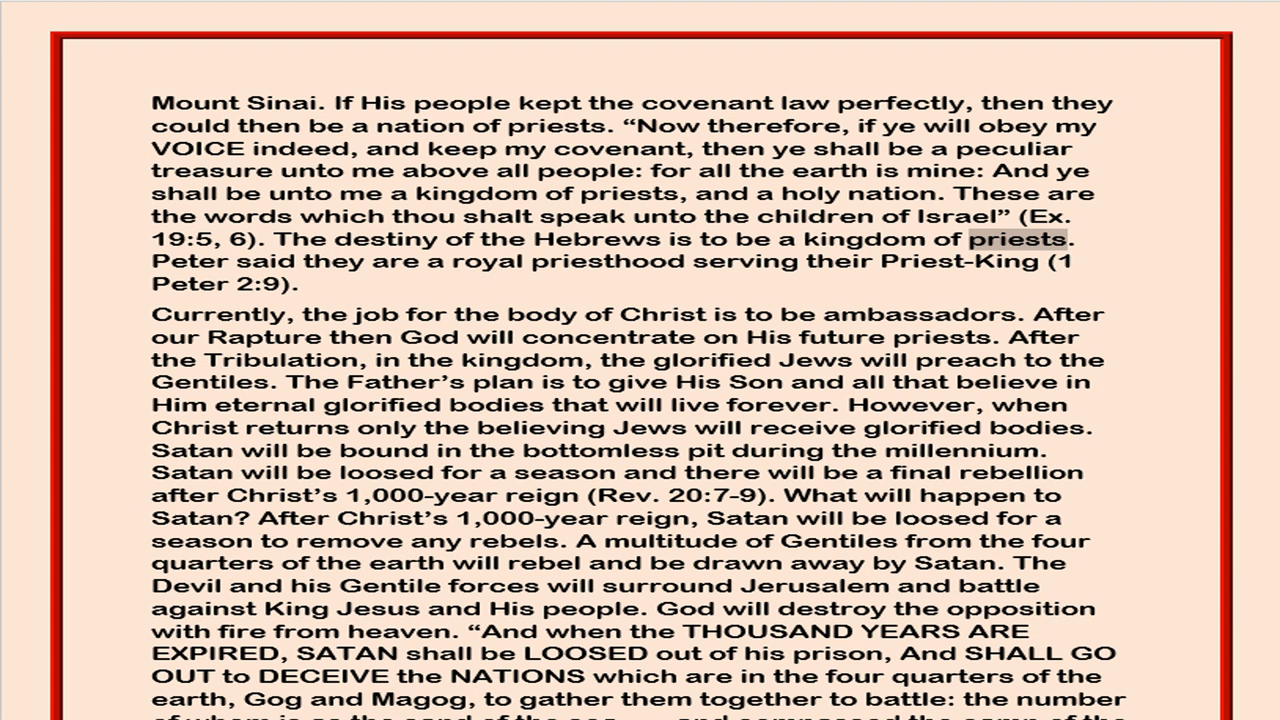 Mount Sinai. If His people kept the covenant law perfectly, then they
could then be a nation of priests. “Now therefore, if ye will obey my
VOICE indeed, and keep my covenant, then ye shall be a peculiar
treasure unto me above all people: for all the earth is mine: And ye
shall be unto me a kingdom of priests, and a holy nation. These are
the words which thou shalt speak unto the children of Israel” (Ex.
19:5, 6). The destiny of the Hebrews is to be a kingdom of priests.
Peter said they are a royal priesthood serving their Priest-King (1
Peter 2:9).
Currently, the job for the body of Christ is to be ambassadors. After
our Rapture then God will concentrate on His future priests. After
the Tribulation, in the kingdom, the glorified Jews will preach to the
Gentiles. The Father’s plan is to give His Son and all that believe in
Him eternal glorified bodies that will live forever. However, when
Christ returns only the believing Jews will receive glorified bodies.
Satan will be bound in the bottomless pit during the millennium.
Satan will be loosed for a season and there will be a final rebellion
after Christ’s 1,000-year reign (Rev. 20:7-9). What will happen to
Satan? After Christ’s 1,000-year reign, Satan will be loosed for a
season to remove any rebels. A multitude of Gentiles from the four
quarters of the earth will rebel and be drawn away by Satan. The
Devil and his Gentile forces will surround Jerusalem and battle
against King Jesus and His people. God will destroy the opposition
with fire from heaven. “And when the THOUSAND YEARS ARE
EXPIRED, SATAN shall be LOOSED out of his prison, And SHALL GO
OUT to DECEIVE the NATIONS which are in the four quarters of the
earth, Gog and Magog, to gather them together to battle: the number